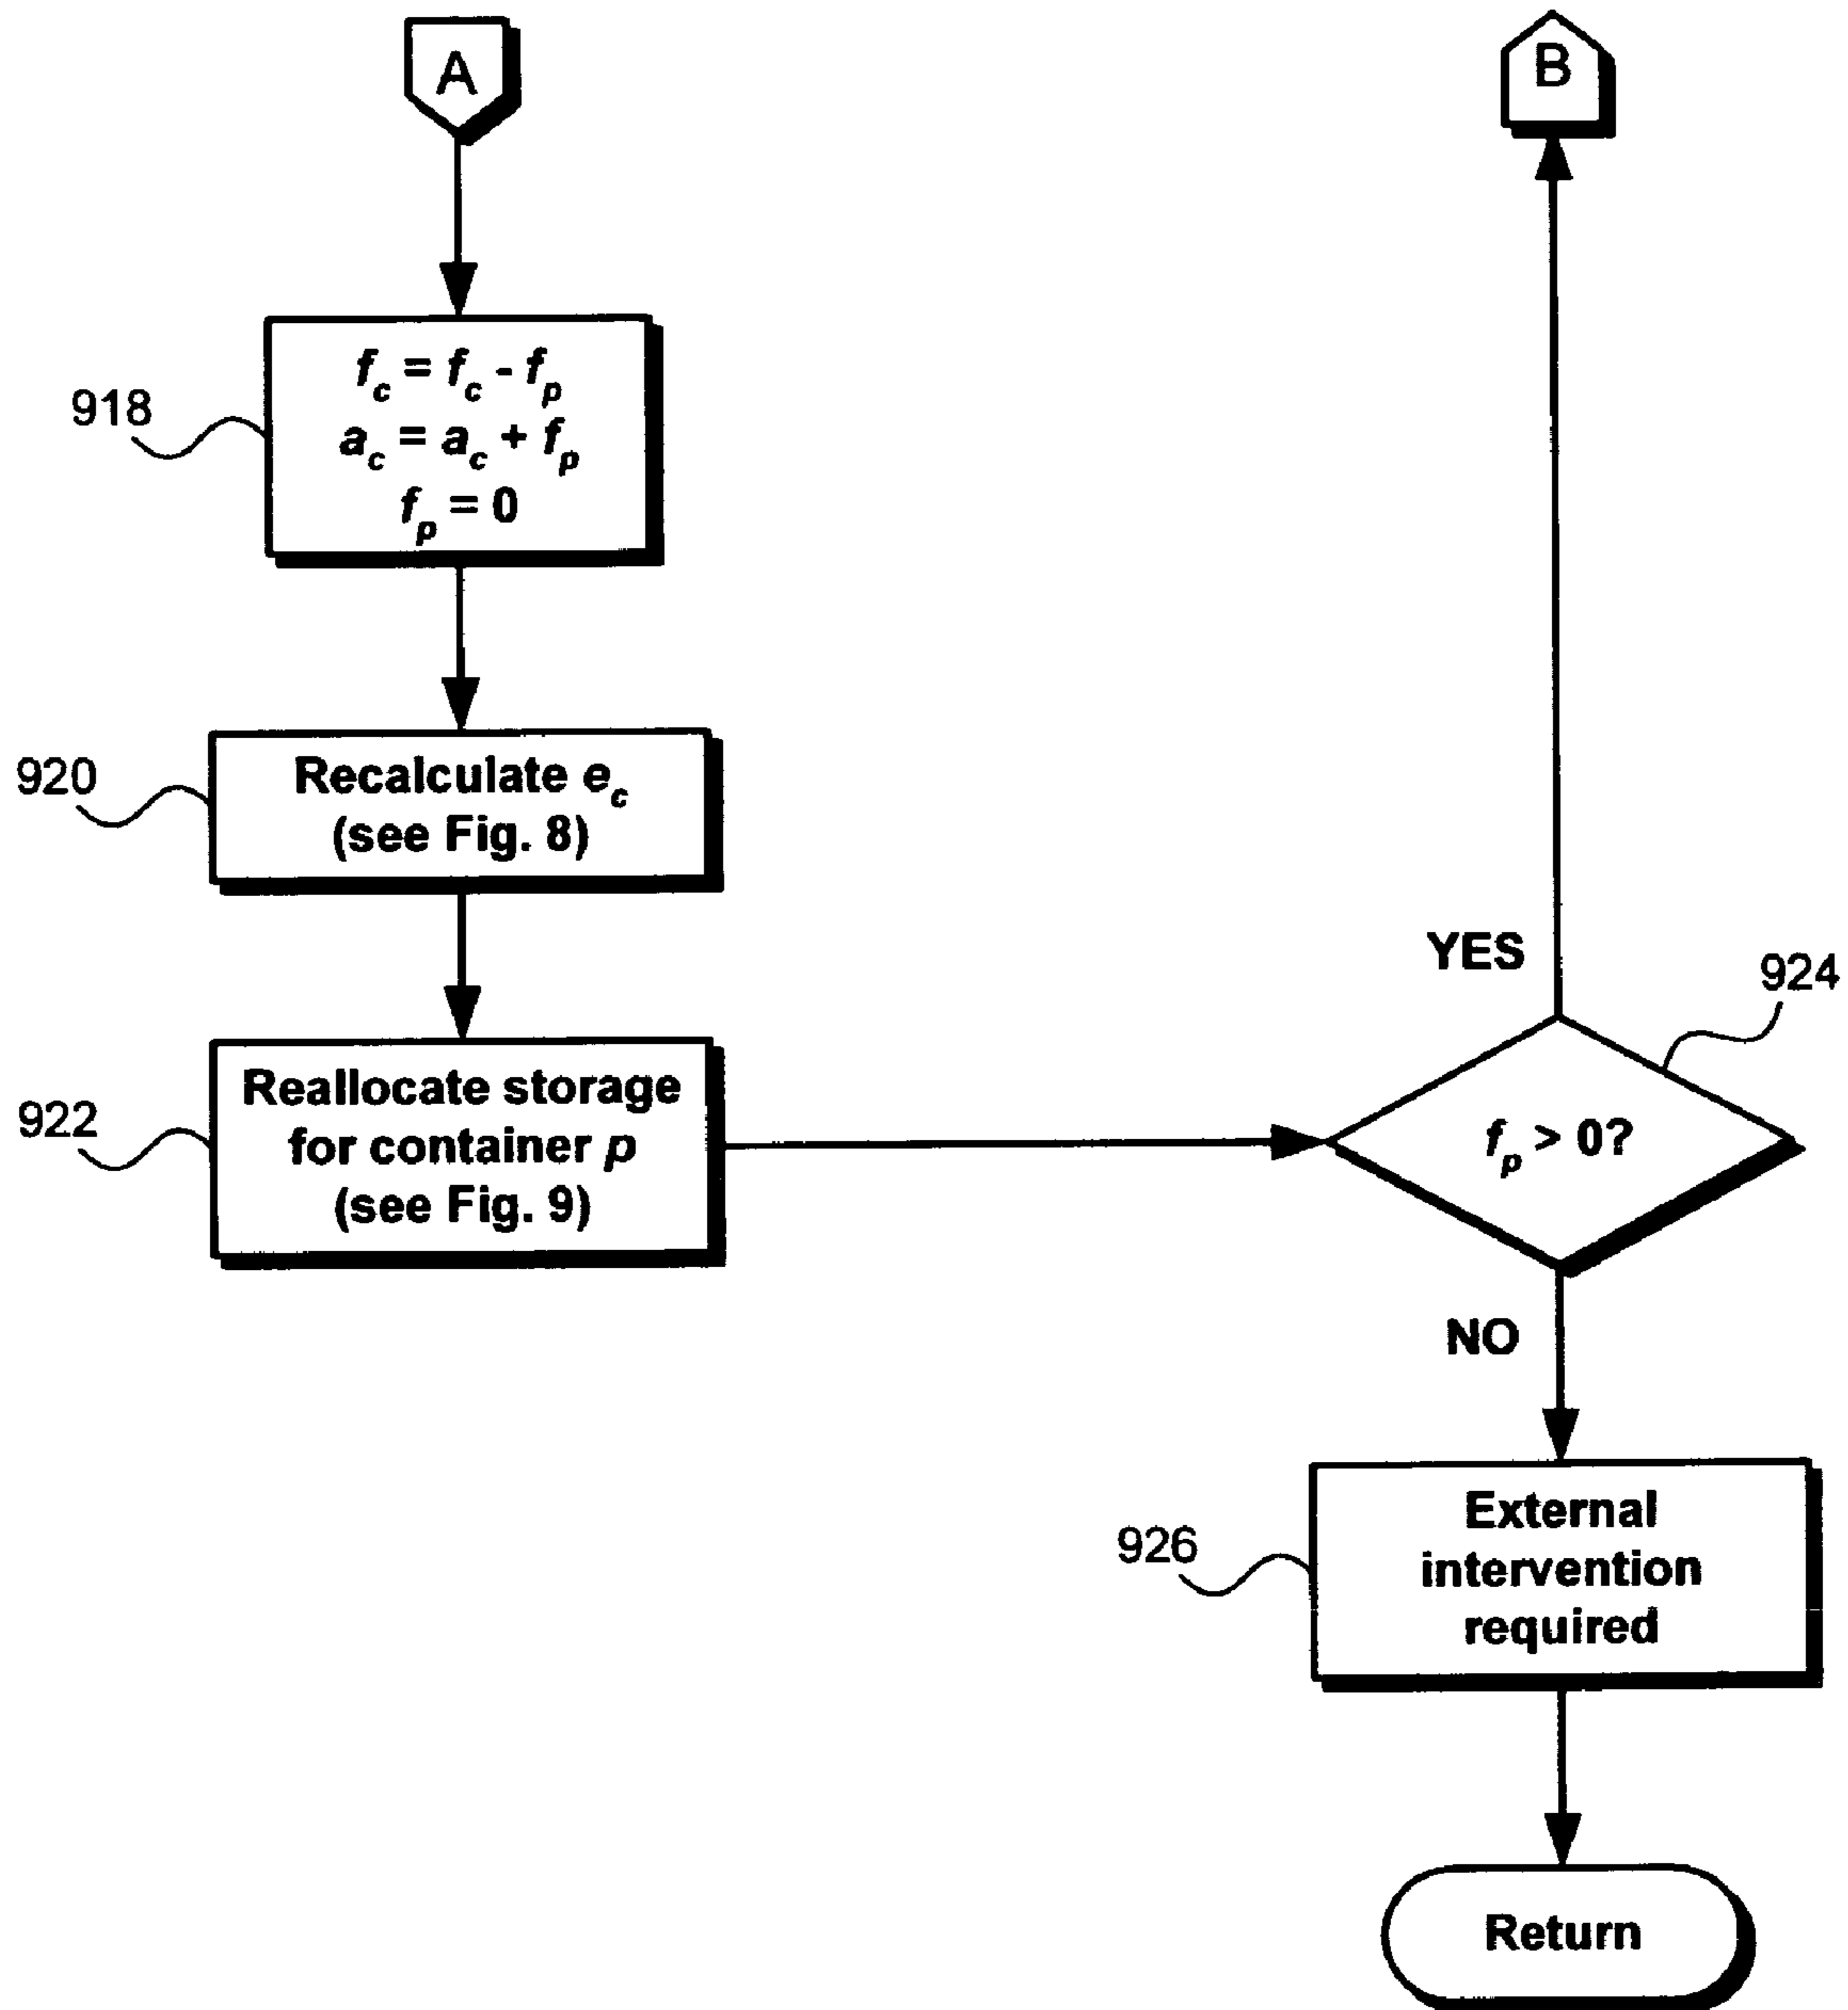 A
B
918
f_c = f_c - f_p
a_c = a_c + f_p
f_p = 0
920
Recalculate e_c
(see Fig. 8)
922
Reallocate storage
for container p
(see Fig. 9)
YES
924
f_p > 0?
NO
926
External
intervention
required
Return